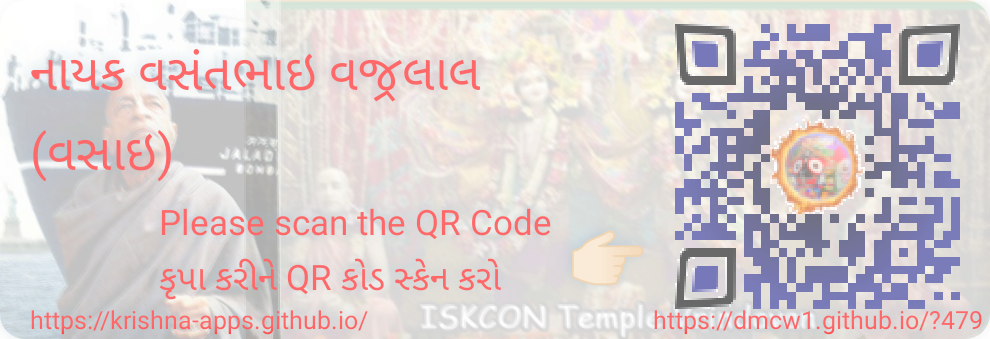 નાયક વસંતભાઇ વજ્રલાલ
(વસાઇ)
JALAD
Please scan the QR Code
કૃપા કરીને QR કોડ સ્કેન કરો
https://krishna-apps.github.io/
ISKCON Temple
https://dmcw1.github.io/?479